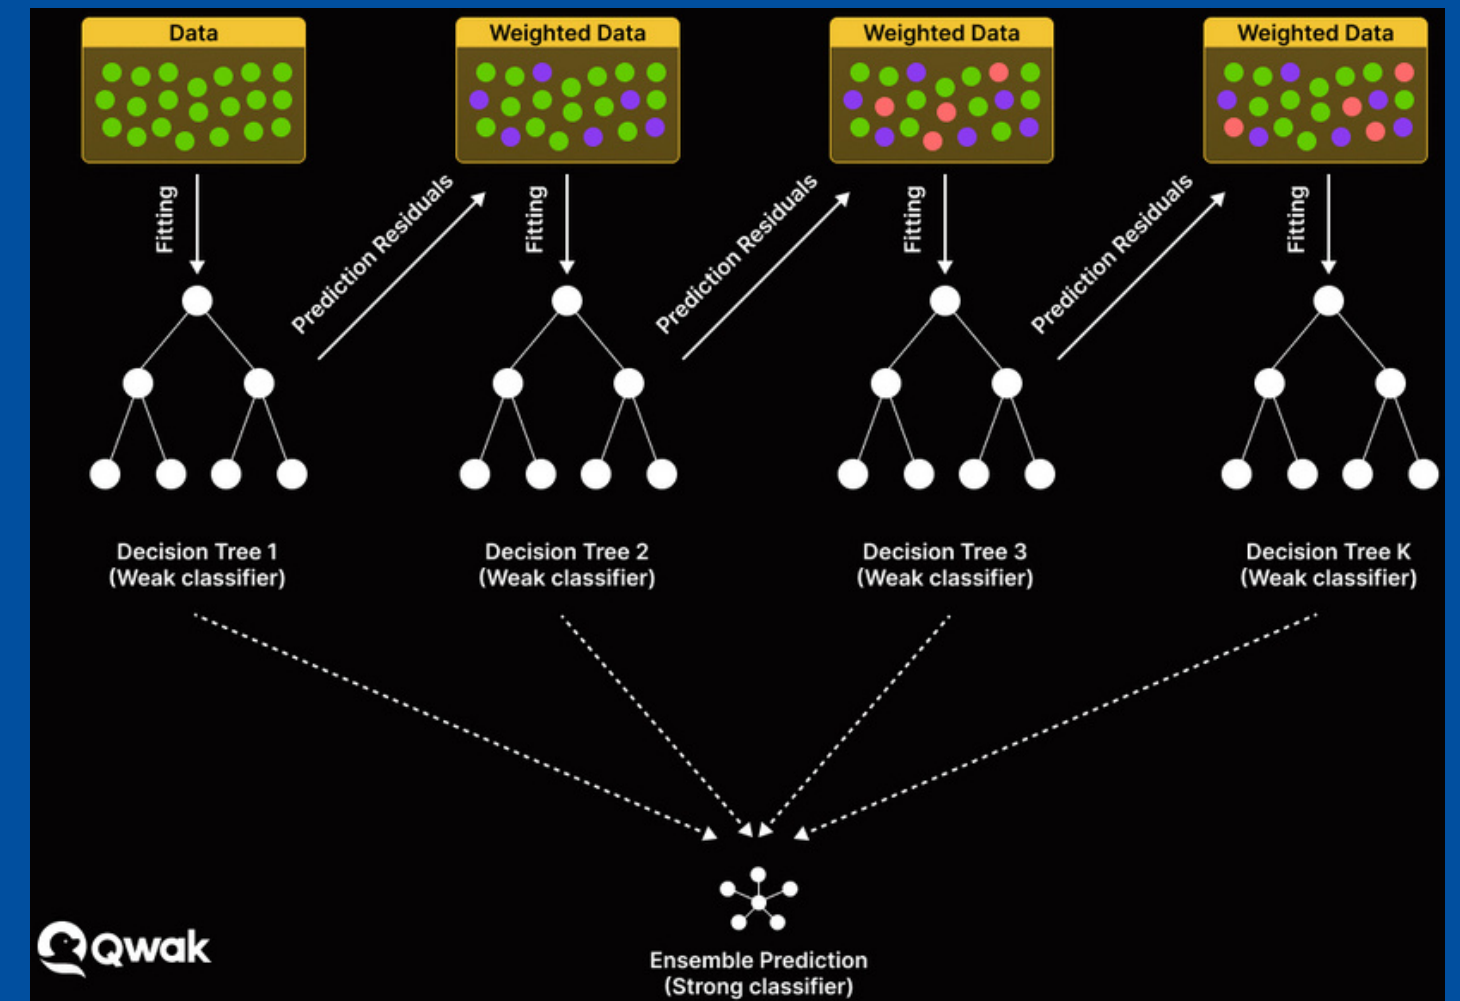 Data
Weighted Data
Weighted Data
Weighted Data
Fitting
Prediction Residuals
Fitting
Prediction Residuals
Fitting
Prediction Residuals
Fitting
Decision Tree 1
(Weak classifier)
Decision Tree 2
(Weak classifier)
Decision Tree 3
(Weak classifier)
Decision Tree K
(Weak classifier)
Qwak
Ensemble Prediction
(Strong classifier)